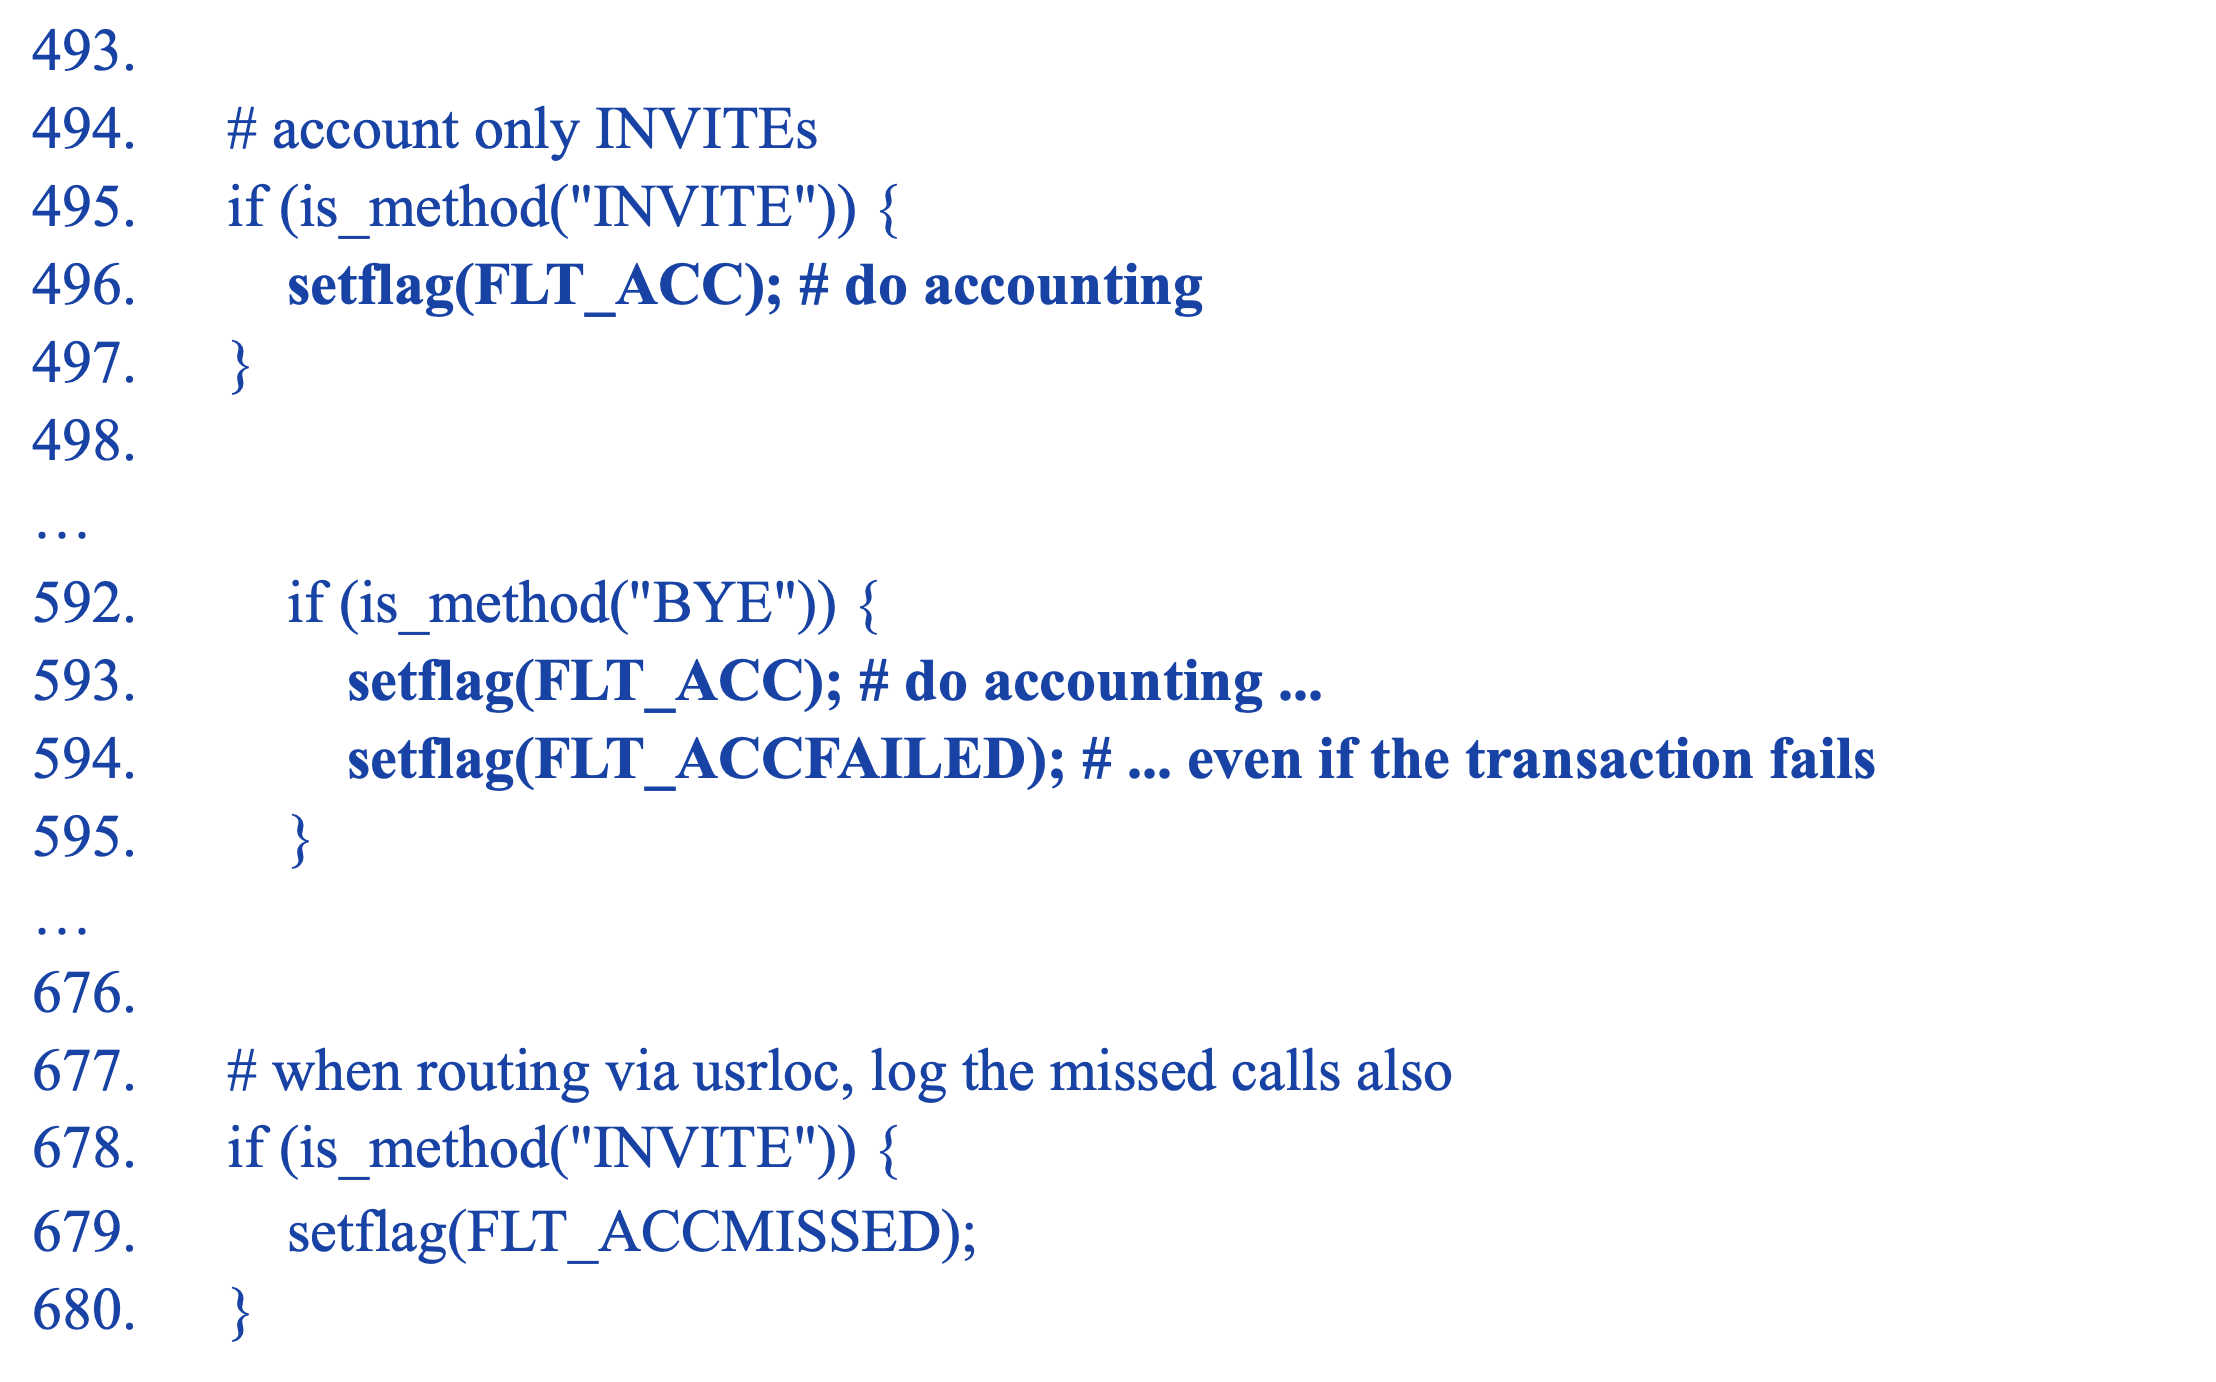 493.
494. # account only INVITEs
495. if (is_method("INVITE")) {
496. setflag(FLT_ACC); # do accounting
497. }
498.
…
592. if (is_method("BYE")) {
593. setflag(FLT_ACC); # do accounting ...
594. setflag(FLT_ACCFAILED); # ... even if the transaction fails
595. }
…
676.
677. # when routing via usrloc, log the missed calls also
678. if (is_method("INVITE")) {
679. setflag(FLT_ACCMISSED);
680. }